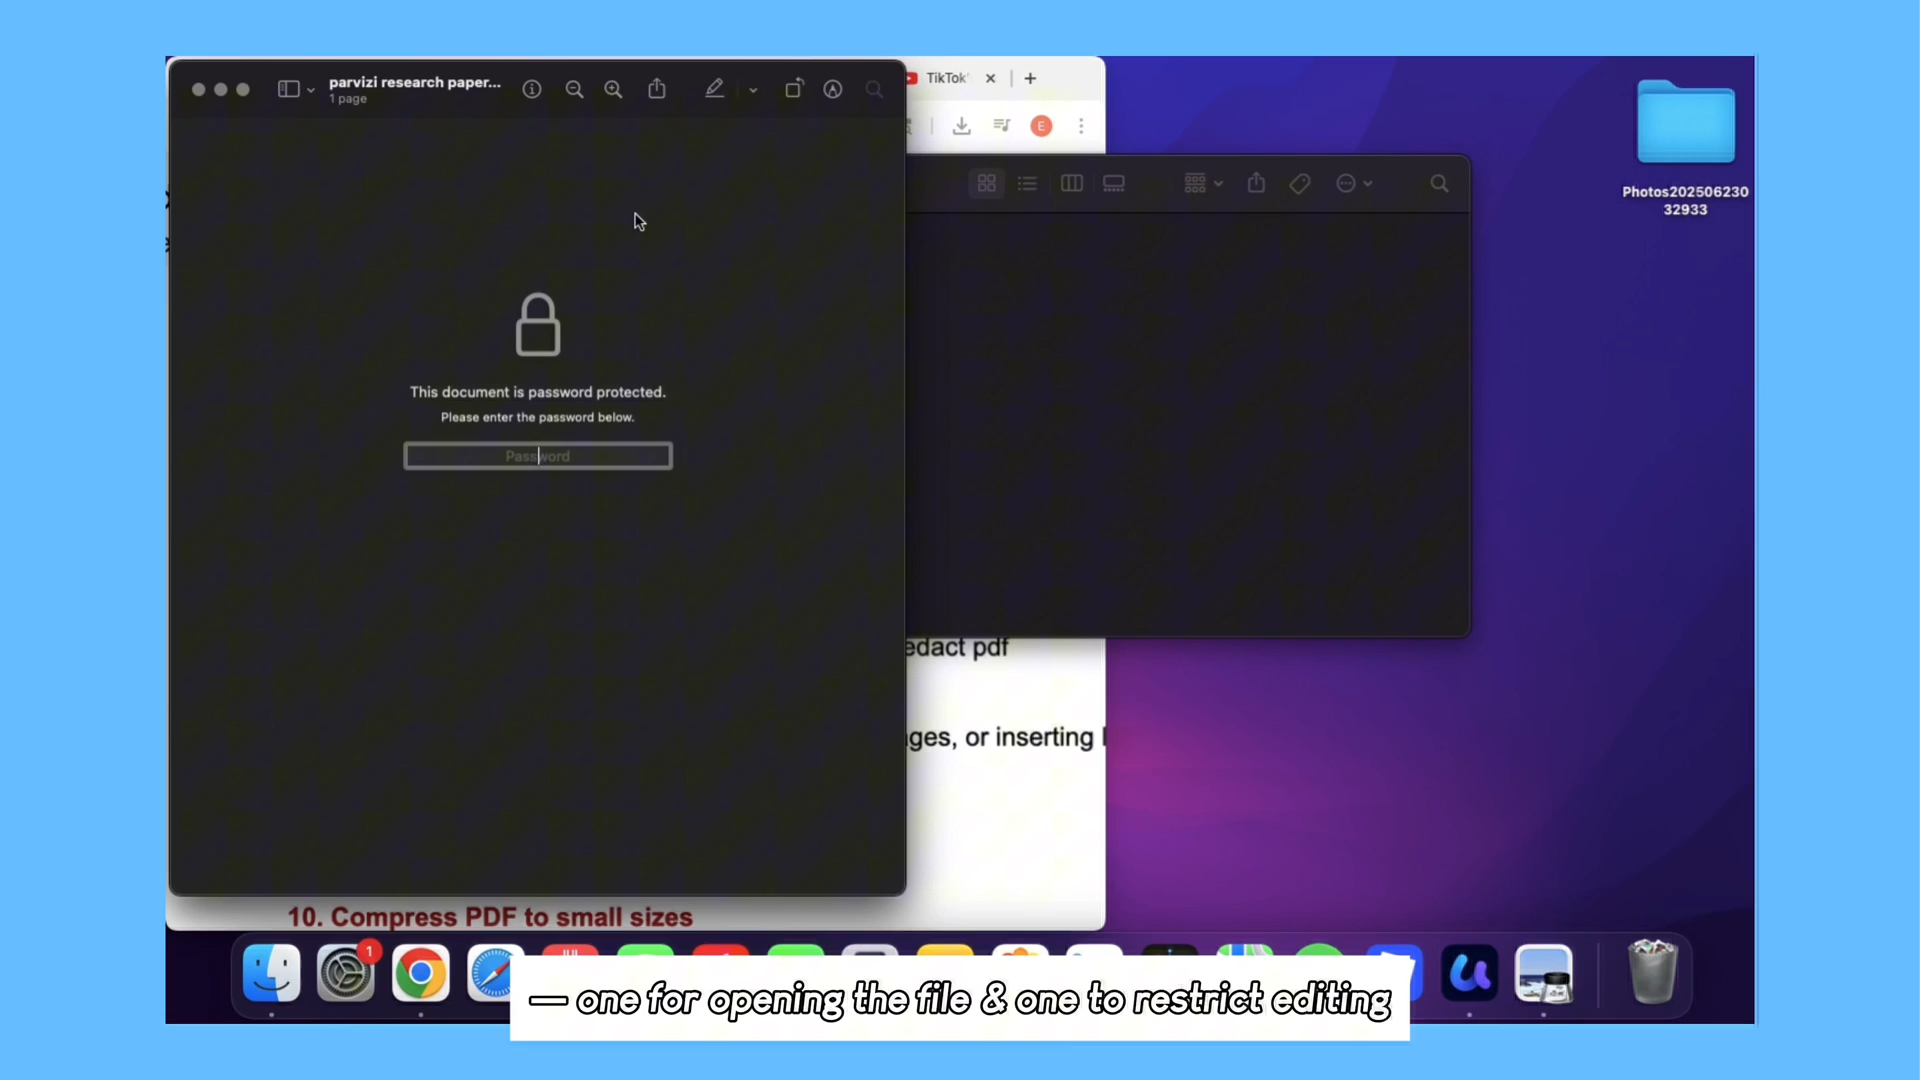 parvizi research paper...
1 page
TikTok
E
Photos202506230
32933
This document is password protected.
Please enter the password below.
Password
edact pdf
ages, or inserting
10. Compress PDF to small sizes
1
— one for opening the file & one to restrict editing